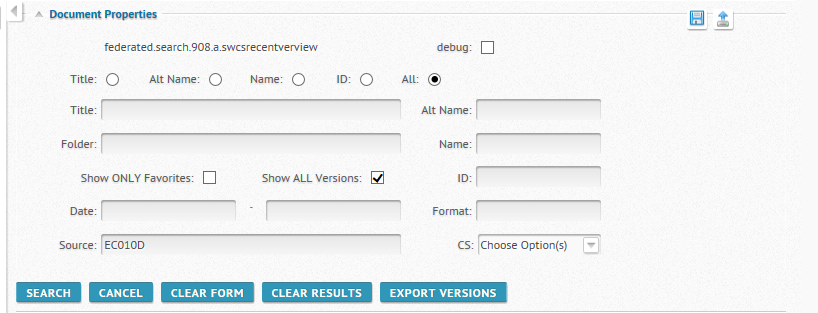 Document Properties
federated.search.908.a.swcsrecentverview debug:
Title: Alt Name: Name: ID: All:
Title: Alt Name:
Folder: Name:
Show ONLY Favorites: Show ALL Versions: ID:
Date: - Format:
Source: EC010D CS: Choose Option(s)
SEARCH CANCEL CLEAR FORM CLEAR RESULTS EXPORT VERSIONS